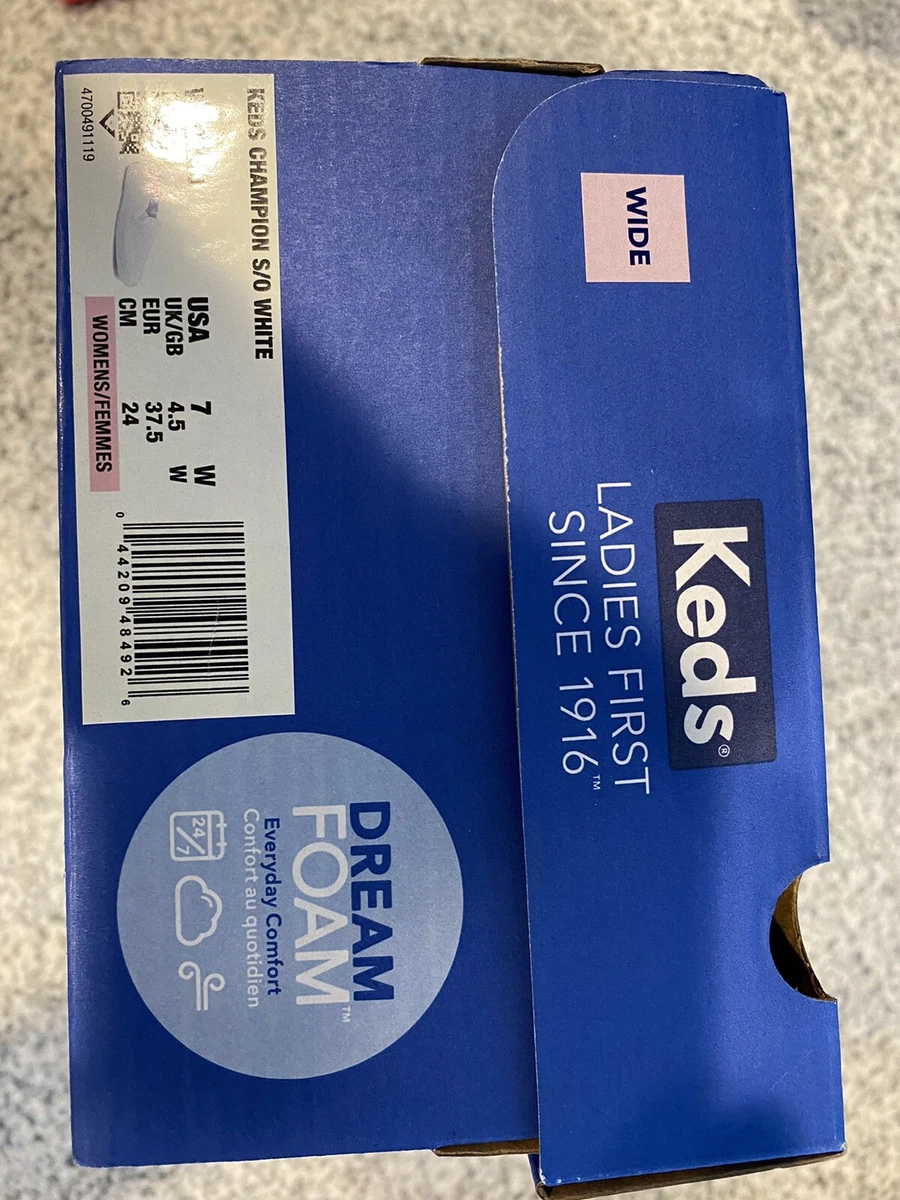 WIDE
Keds®
LADIES FIRST
SINCE 1916™
KEDS CHAMPION S/O WHITE
USA 7 W
UK/GB 4.5 W
EUR 37.5
CM 24
WOMENS/FEMMES
4700491119
0 44209 48492 6
DREAM
FOAM™
Everyday Comfort
Confort au quotidien
24/7